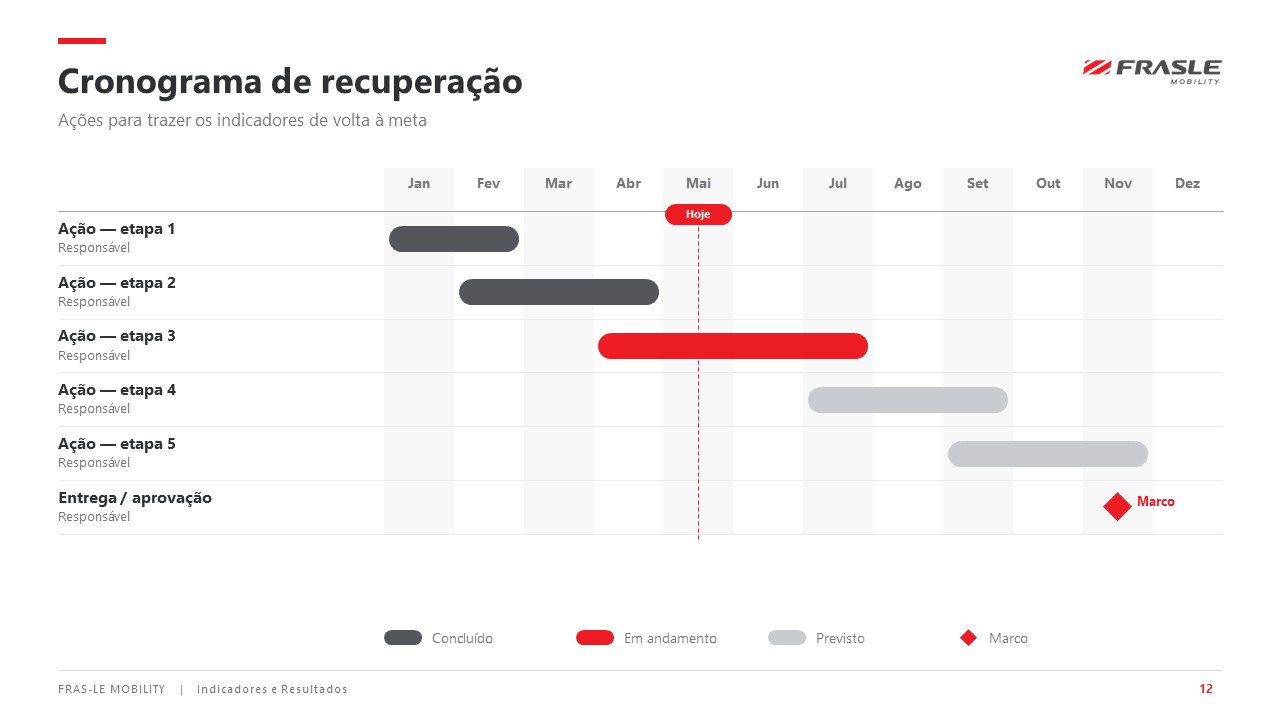 Cronograma de recuperação
FRASLE
MOBILITY
Ações para trazer os indicadores de volta à meta
Jan Fev Mar Abr Mai Jun Jul Ago Set Out Nov Dez
Hoje
Ação — etapa 1
Responsável
Ação — etapa 2
Responsável
Ação — etapa 3
Responsável
Ação — etapa 4
Responsável
Ação — etapa 5
Responsável
Entrega / aprovação
Responsável
Marco
Concluído Em andamento Previsto Marco
FRAS-LE MOBILITY | Indicadores e Resultados 12